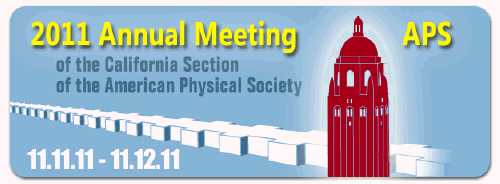 2011 Annual Meeting APS
of the California Section
of the American Physical Society
11.11.11 - 11.12.11